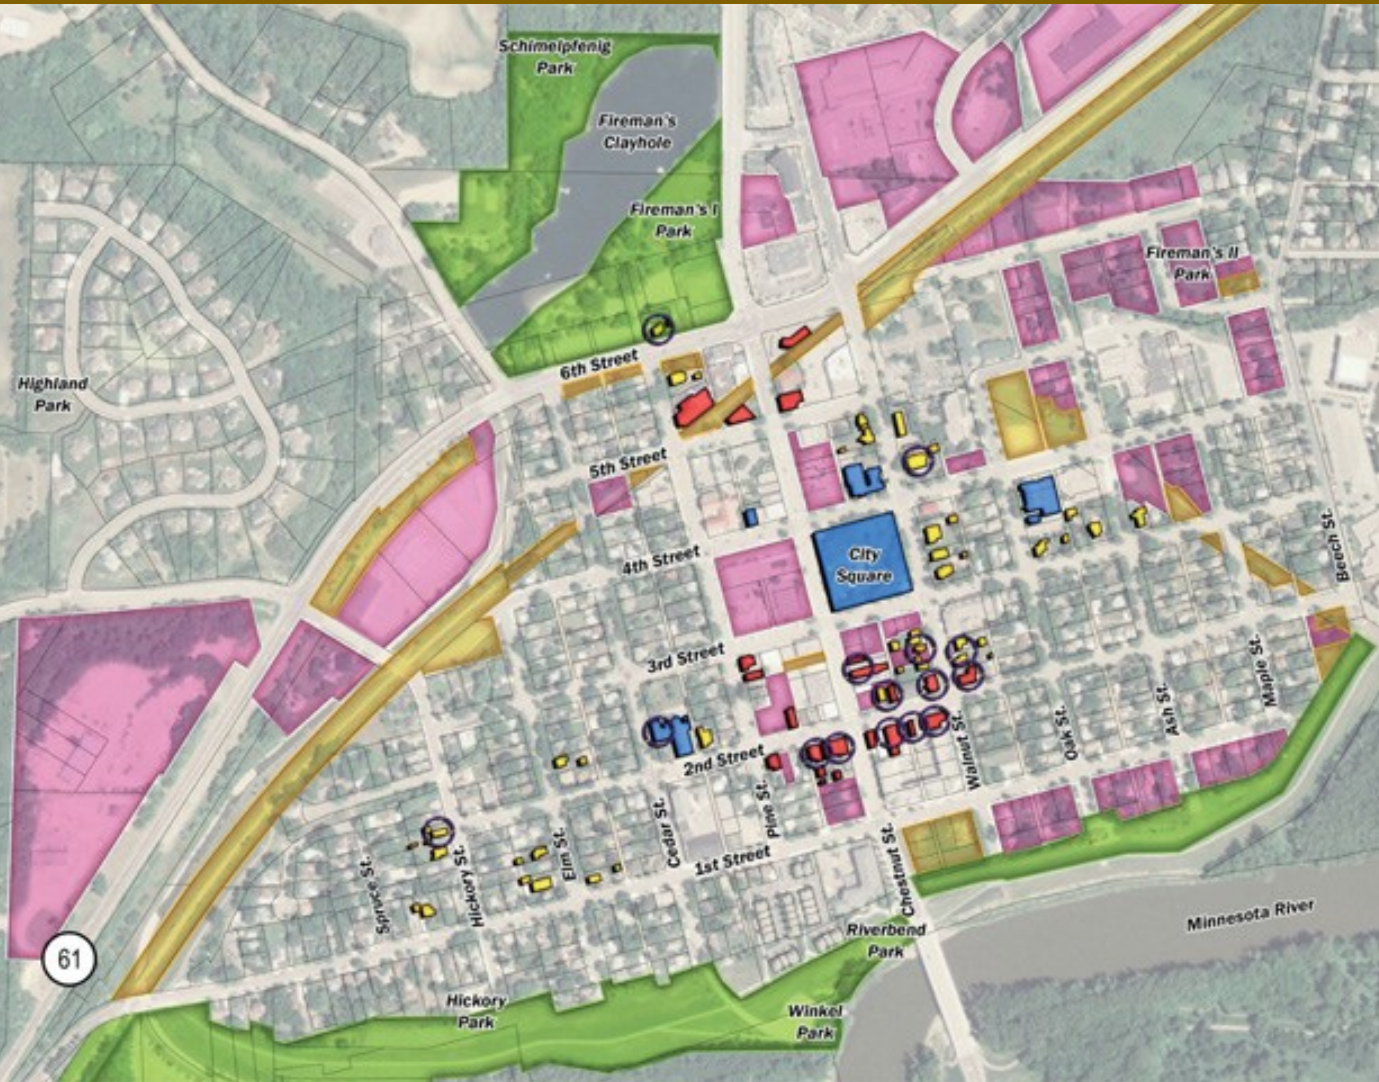 Schimelpfenig
Park
Fireman's
Clayhole
Fireman's I
Park
Fireman's II
Park
6th Street
Highland
Park
5th Street
4th Street
City
Square
Beech St.
3rd Street
Maple St.
Ash St.
Oak St.
Walnut St.
2nd Street
Pine St.
Cedar St.
Elm St.
Hickory St.
Spruce St.
1st Street
Chestnut St.
Minnesota River
Riverbend
Park
61
Hickory
Park
Winkel
Park